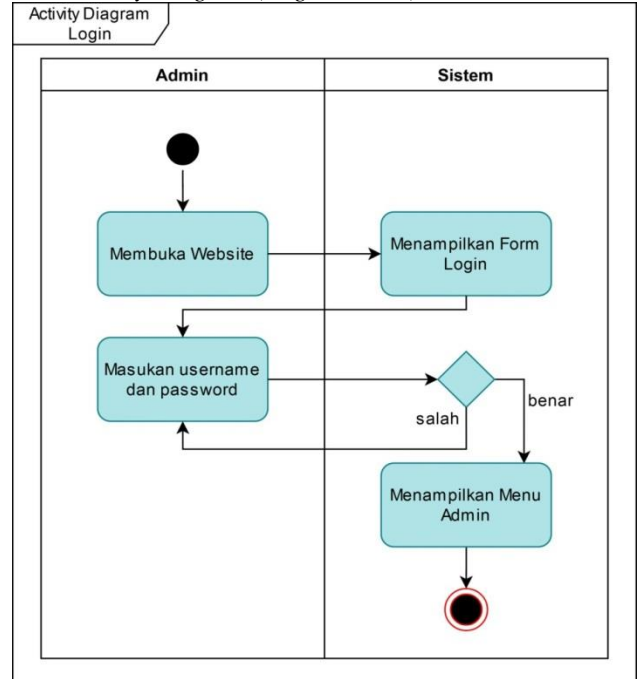 Activity Diagram
Login
Admin
Sistem
Membuka Website
Menampilkan Form
Login
Masukan username
dan password
salah
benar
Menampilkan Menu
Admin